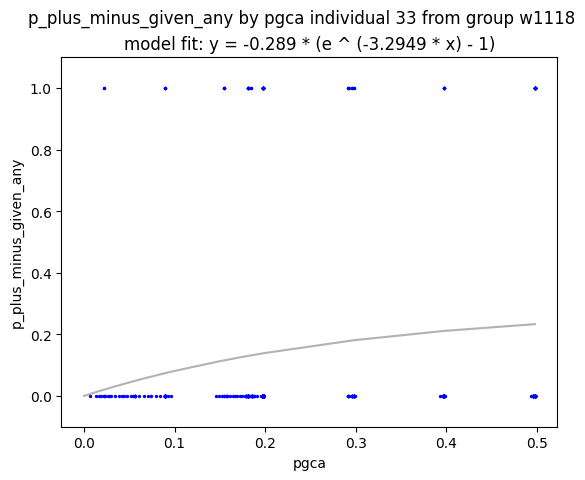 p_plus_minus_given_any by pgca individual 33 from group w1118
model fit: y = -0.289 * (e ^ (-3.2949 * x) - 1)
1.0
0.8
0.6
0.4
0.2
0.0
p_plus_minus_given_any
0.0 0.1 0.2 0.3 0.4 0.5
pgca